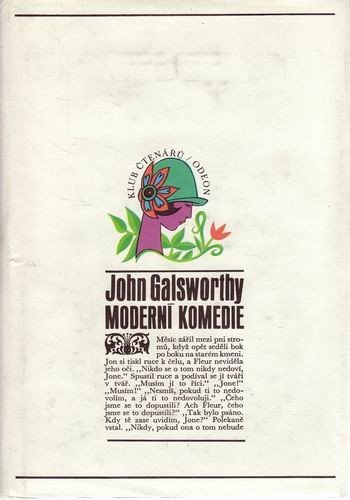 KLUB ČTENÁŘŮ / ODEON
John Galsworthy
MODERNÍ KOMEDIE
Měsíc zářil mezi pni stro-
mů, když opět seděli bok
po boku na starém kmeni.
Jon si tiskl ruce k čelu, a Fleur neviděla
jeho oči. „Nikdo se o tom nikdy nedoví,
Jone.“ Spustil ruce a podíval se jí tváří
v tvář. „Musím jí to říci.“ „Jone!“
„Musím!“ „Nesmíš, pokud ti to nedo-
volím, a já ti to nedovoluji.“ „Čeho
jsme se to dopustili? Ach Fleur, čeho
jsme se to dopustili?“ „Tak bylo psáno.
Kdy tě zase uvidím, Jone?“ Polekaně
vstal. „Nikdy, pokud ona o tom nebude